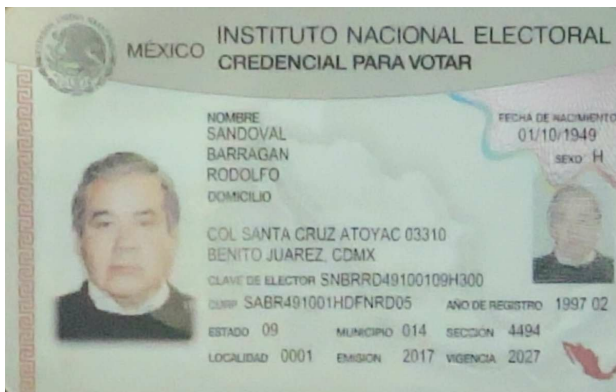 MÉXICO INSTITUTO NACIONAL ELECTORAL
CREDENCIAL PARA VOTAR
NOMBRE
SANDOVAL
BARRAGAN
RODOLFO
DOMICILIO
FECHA DE NACIMIENTO
01/10/1949
SEXO H
COL SANTA CRUZ ATOYAC 03310
BENITO JUAREZ, CDMX
CLAVE DE ELECTOR SNBRRD49100109H300
CURP SABR491001HDFNRD05 AÑO DE REGISTRO 1997 02
ESTADO 09 MUNICIPIO 014 SECCIÓN 4494
LOCALIDAD 0001 EMISIÓN 2017 VIGENCIA 2027